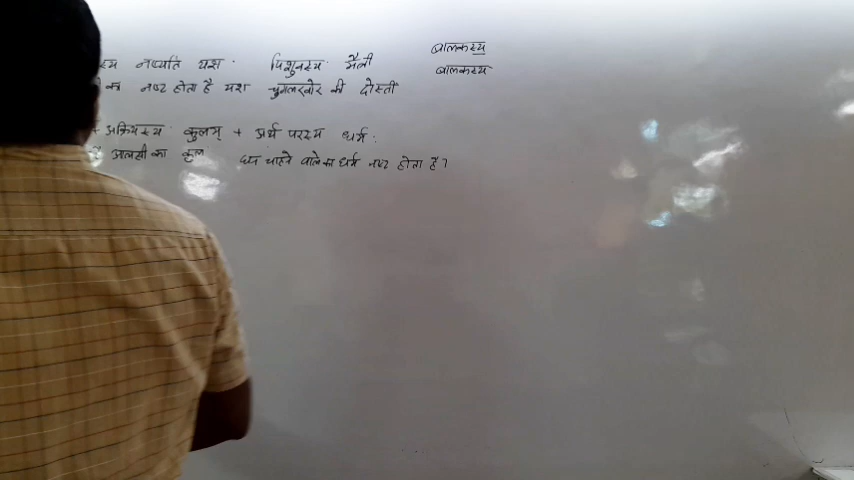 बालकस्य
स्य नश्यति यश: पिशुनस्य मैत्री
बालकस्य
का नष्ट होता है यश चुगलखोर की दोस्ती
अक्रियस्य कुलम् + अर्थ परस्य धर्म:
आलसी का कुल धन चाहने वाले का धर्म नष्ट होता है?